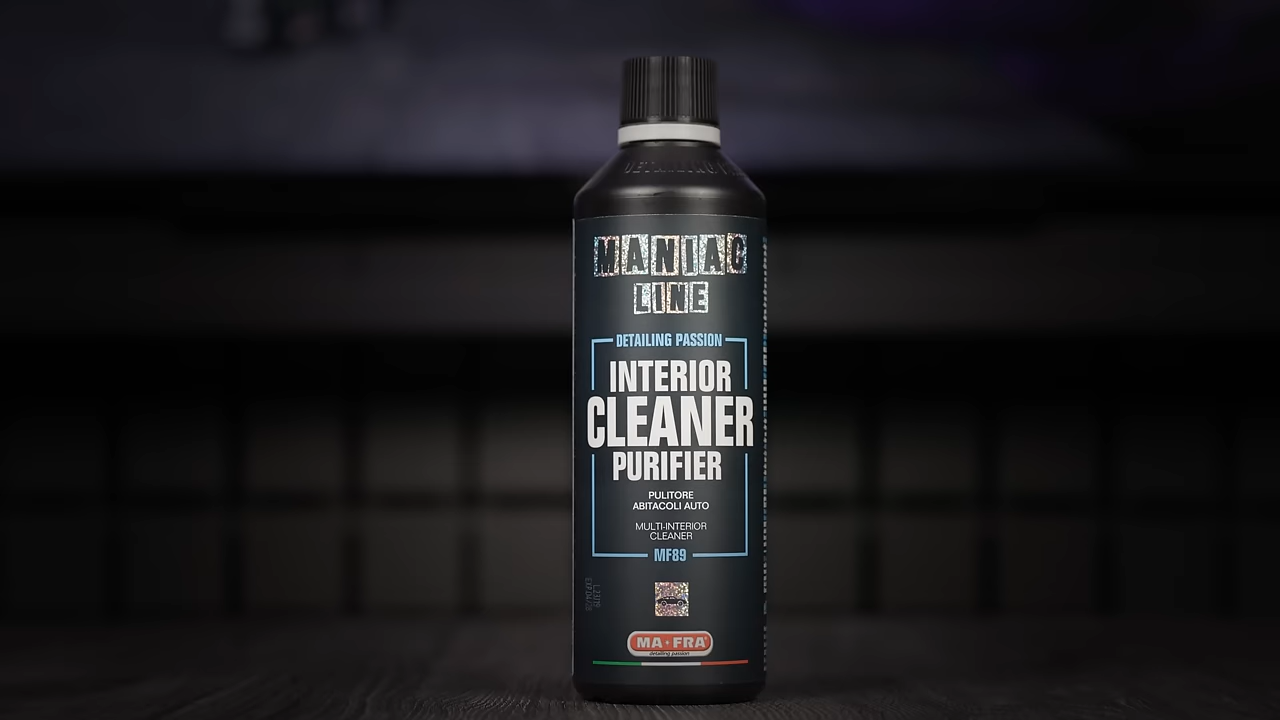 MANIAC
LINE
DETAILING PASSION
INTERIOR
CLEANER
PURIFIER
PULITORE
ABITACOLI AUTO
MULTI-INTERIOR
CLEANER
MF89
MA•FRA
detailing passion